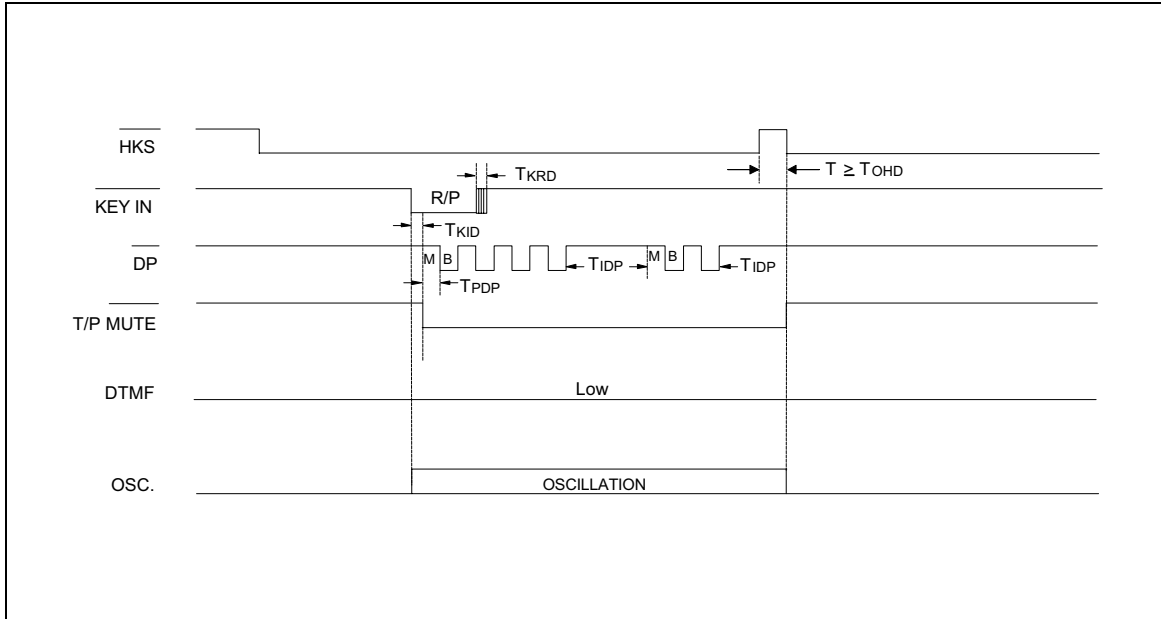 HKS
T ≥ TOHD
TKRD
KEY IN
R/P
TKID
DP
M B
TIDP
M B
TIDP
TPDP
T/P MUTE
DTMF
Low
OSC.
OSCILLATION